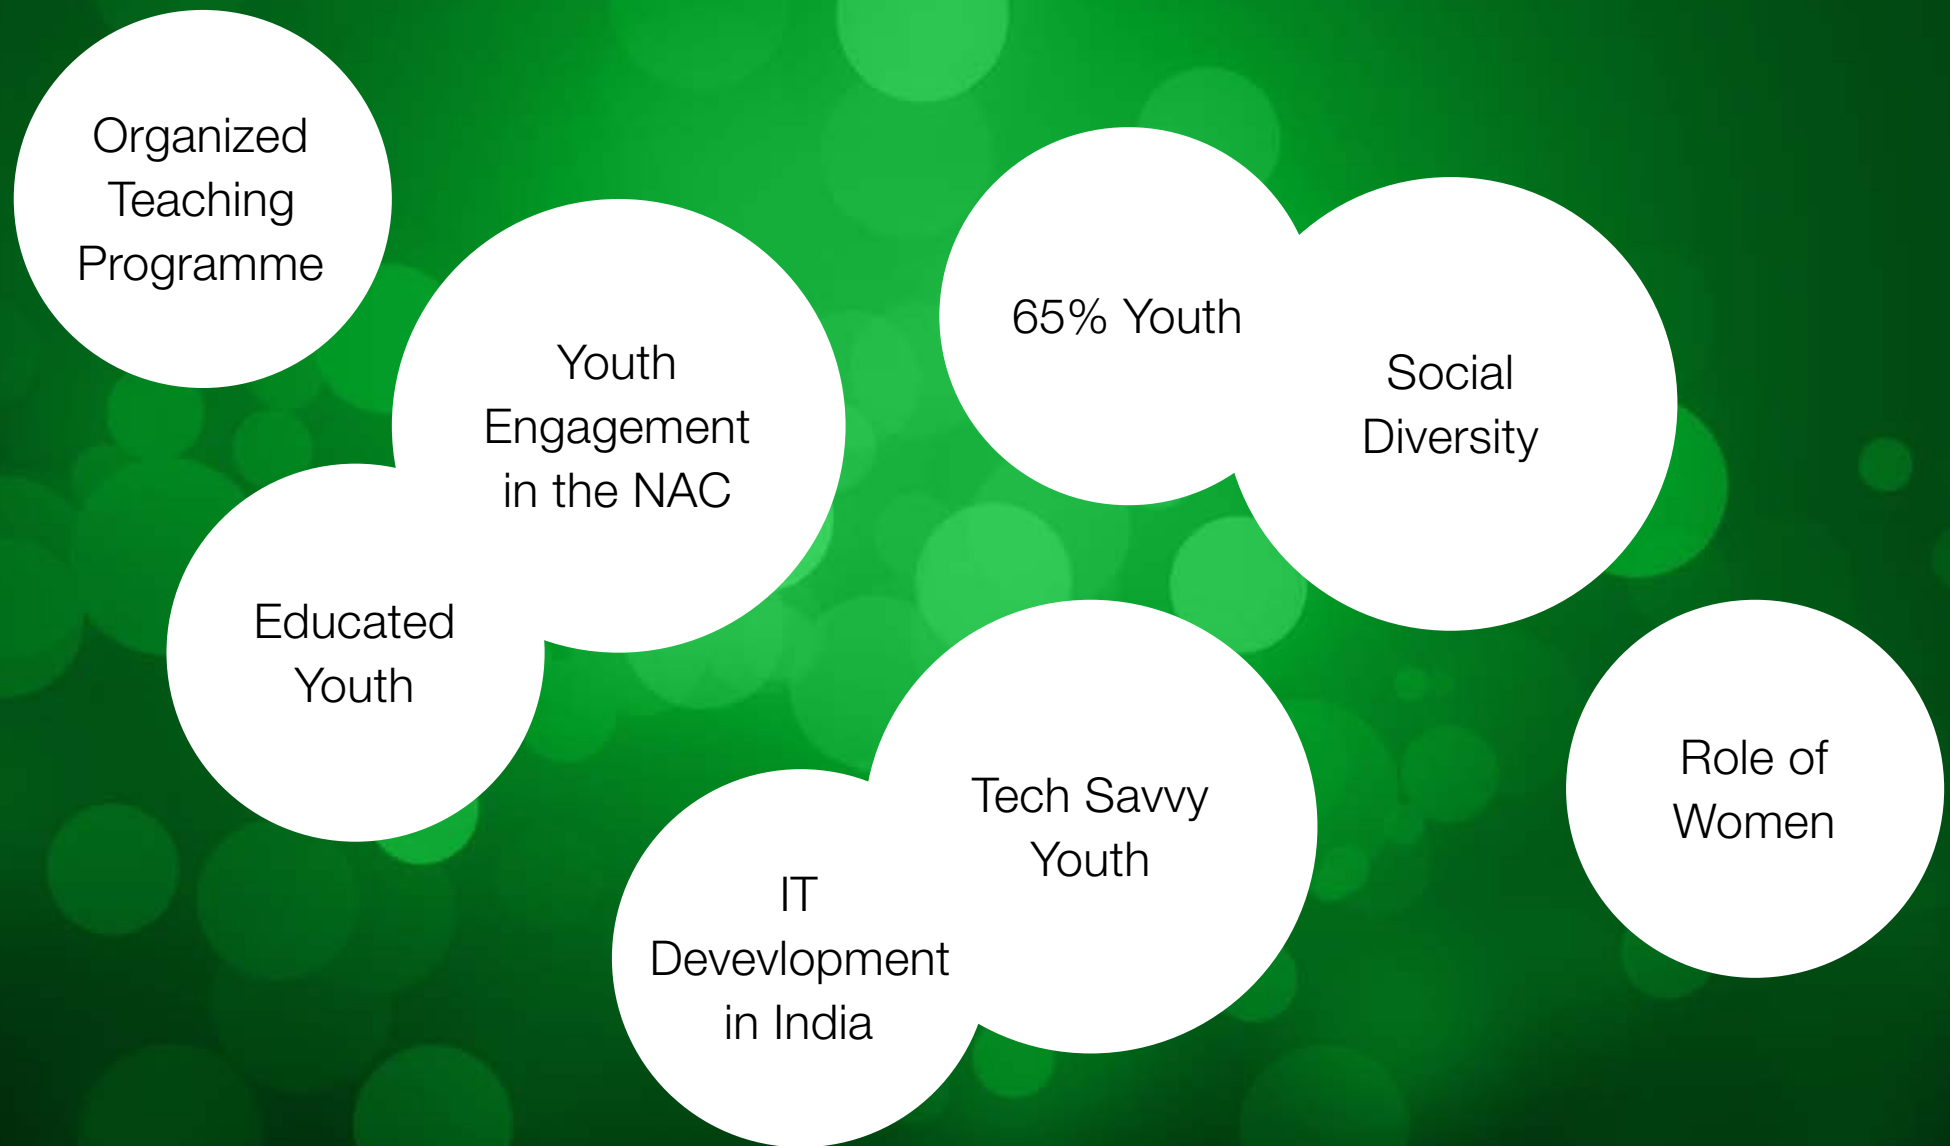 Organized
Teaching
Programme
Youth
Engagement
in the NAC
65% Youth
Social
Diversity
Educated
Youth
Tech Savvy
Youth
IT
Devevlopment
in India
Role of
Women